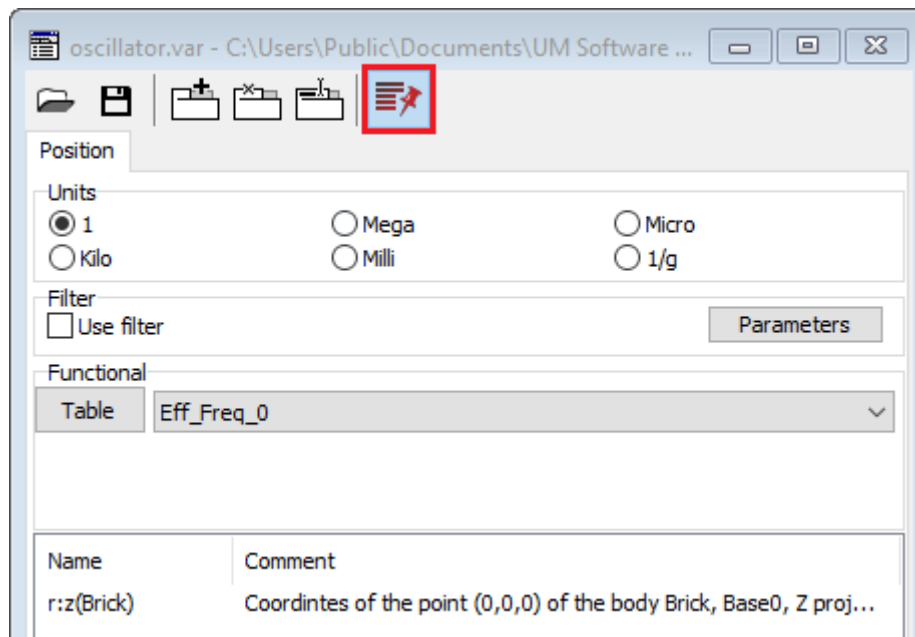 oscillator.var - C:\Users\Public\Documents\UM Software ...
Position
Units
1 Mega Micro
Kilo Milli 1/g
Filter
Use filter Parameters
Functional
Table Eff_Freq_0
Name Comment
r:z(Brick) Coordintes of the point (0,0,0) of the body Brick, Base0, Z proj...